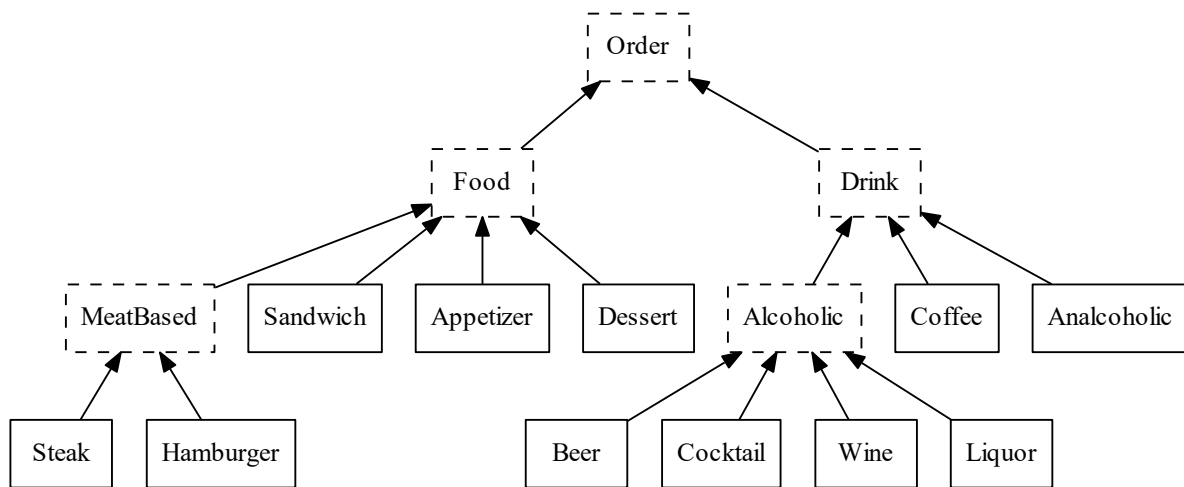 Order
Food
Drink
MeatBased
Sandwich
Appetizer
Dessert
Alcoholic
Coffee
Analcoholic
Steak
Hamburger
Beer
Cocktail
Wine
Liquor